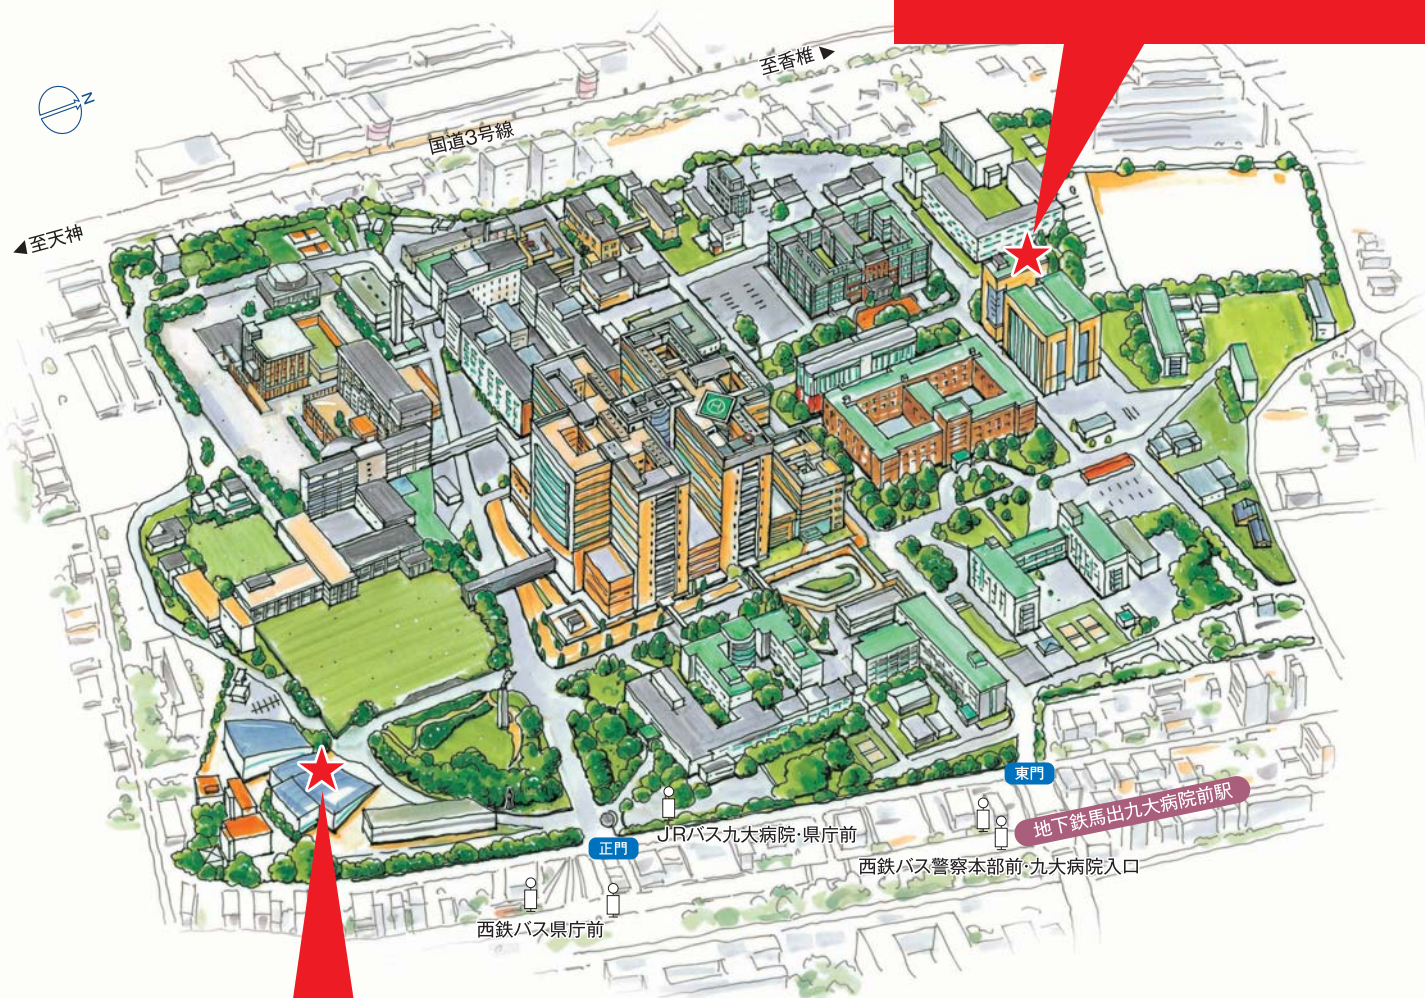 至香椎 ▶
N
国道3号線
◀至天神
H
東門
地下鉄馬出九大病院前駅
JRバス九大病院・県庁前
正門
西鉄バス警察本部前・九大病院入口
西鉄バス県庁前